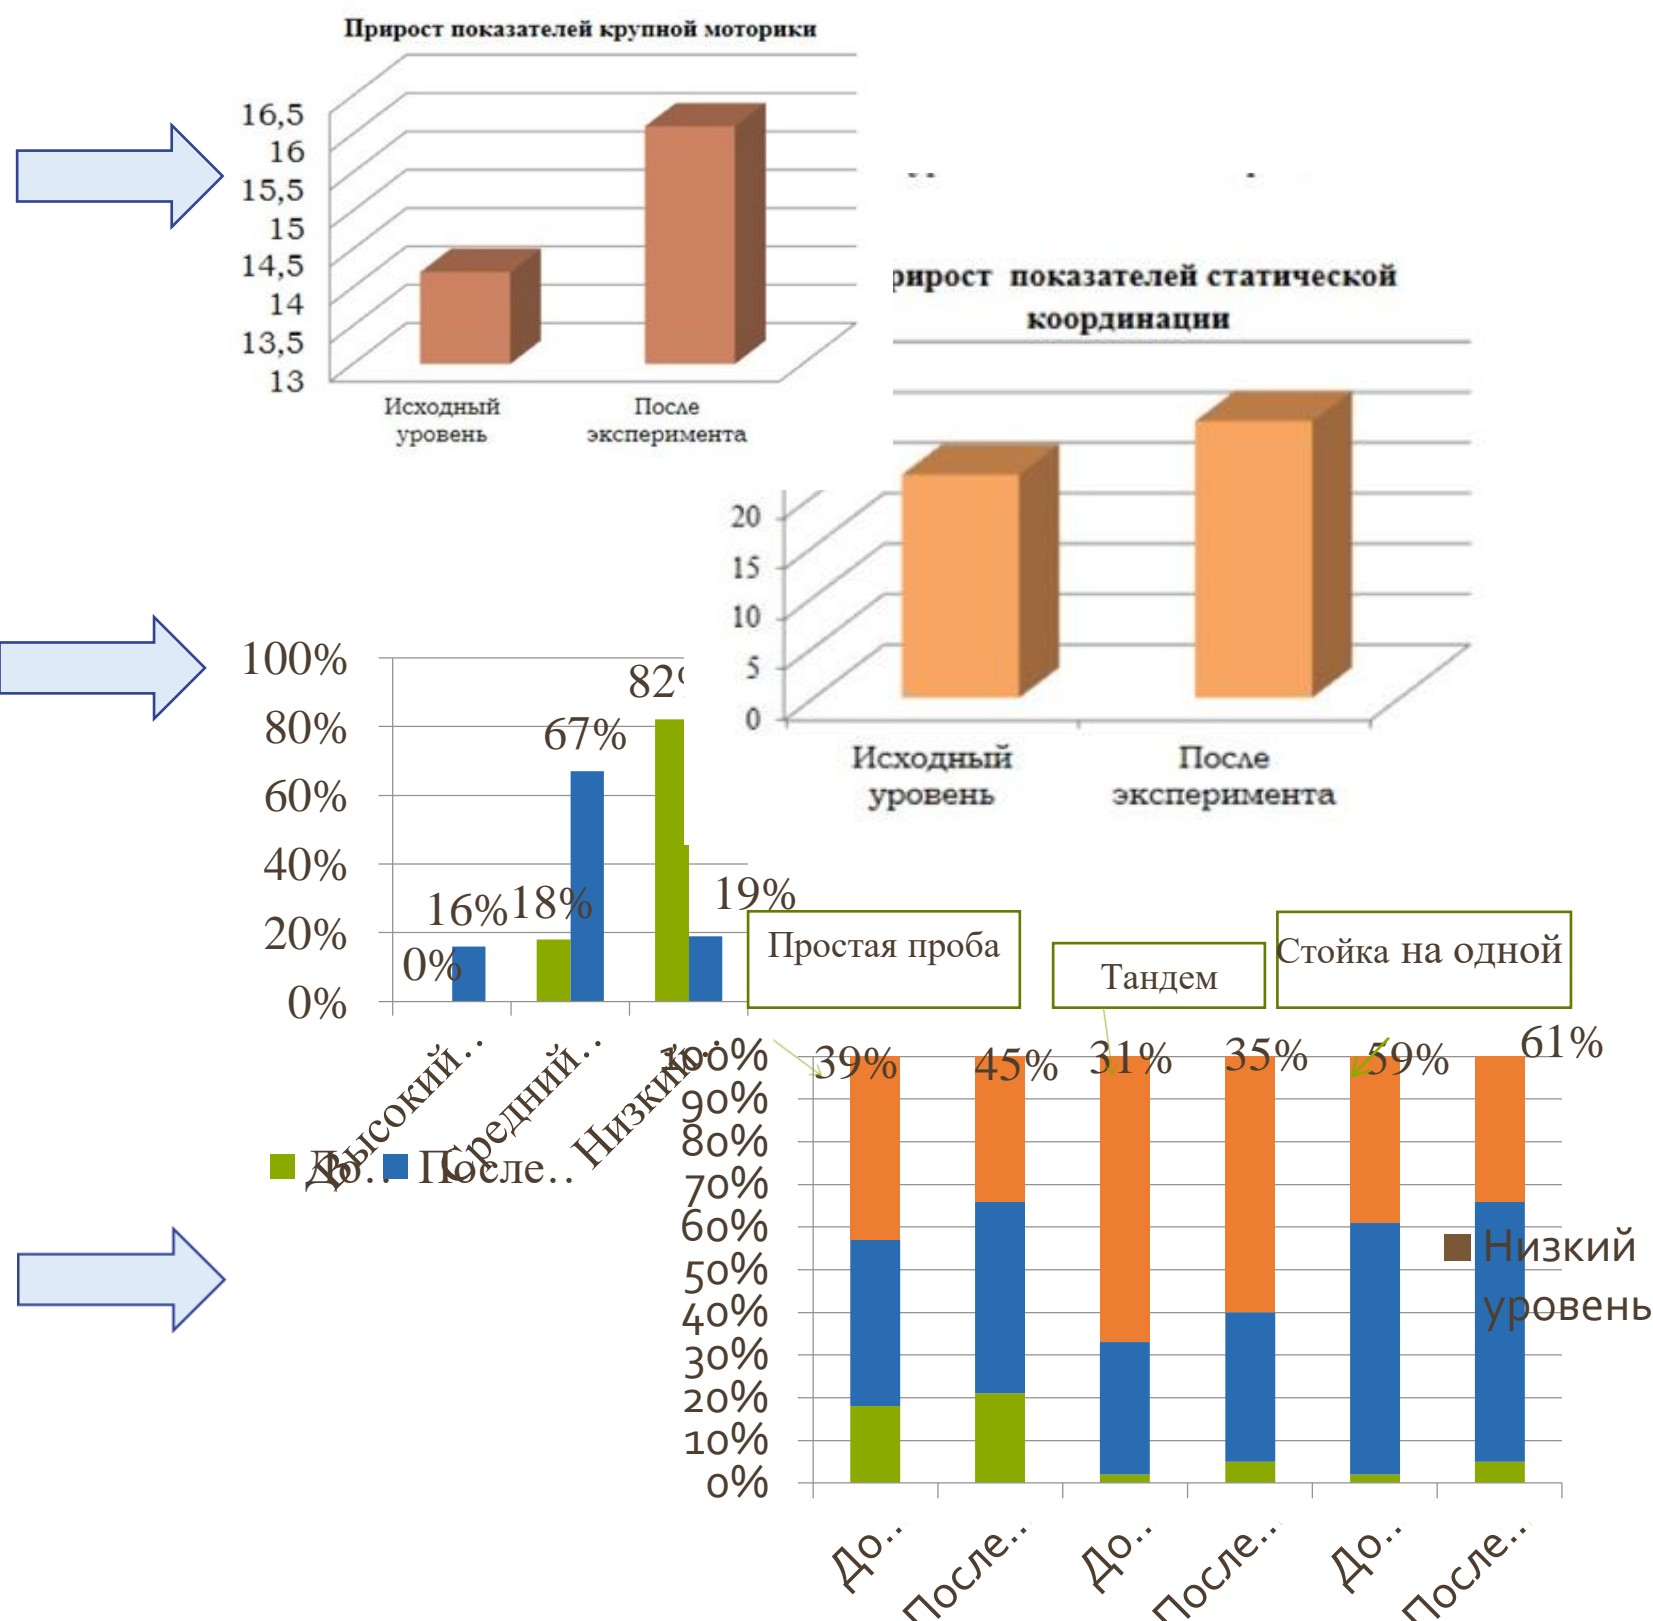 Прирост показателей крупной моторики
16,5
16
15,5
15
14,5
14
13,5
13
Исходный
уровень
После
эксперимента
показателей статической
координации
20
15
10
5
0
Исходный
уровень
После
эксперимента
100%
80%
60%
40%
20%
0%
0%
16%
18%
67%
19%
Высокий..
Средний..
Низкий..
До..
После..
Простая проба
Тандем
Стойка на одной
100%
90%
80%
70%
60%
50%
40%
30%
20%
10%
0%
39%
45%
31%
35%
59%
61%
До..
После..
До..
После..
До..
После..
Низкий
уровень